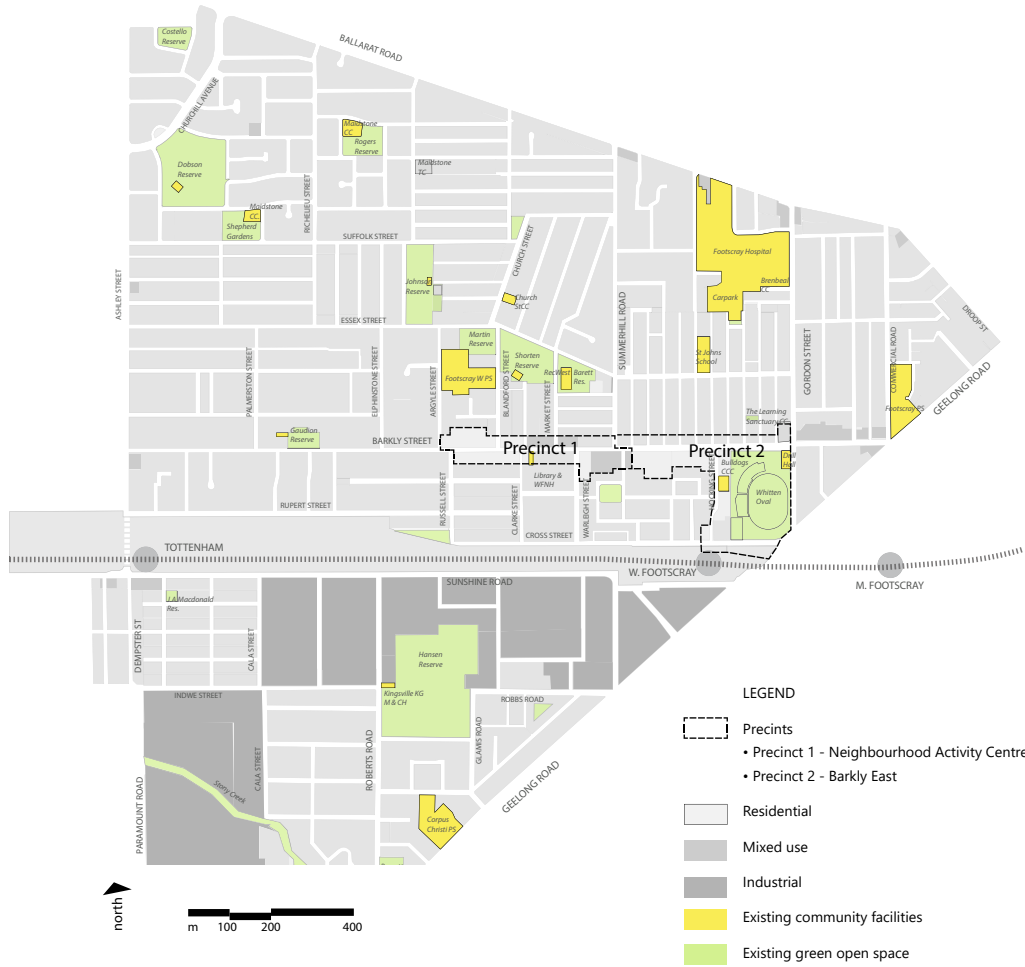 Costello
Reserve
BALLARAT ROAD
CHURCHILL AVENUE
Maidstone
CC
Rogers
Reserve
Dobson
Reserve
Maidstone
TC
RICHELIEU STREET
Maidstone
CC
Shepherd
Gardens
SUFFOLK STREET
CHURCH STREET
Footscray Hospital
ASHLEY STREET
Johnson
Reserve
Church
StCC
SUMMERHILL ROAD
Carpark
Brenbeal
CC
DROOP ST
ESSEX STREET
Martin
Reserve
St Johns
School
GORDON STREET
COMMERCIAL ROAD
GEELONG ROAD
PALMERSTON STREET
ELPHINSTONE STREET
ARGYLE STREET
Footscray W PS
BLANDFORD STREET
Shorten
Reserve
RecWest
Barett
Res.
MARKET STREET
Footscray PS
The Learning
Sanctuary CC
Gaudion
Reserve
BARKLY STREET
Precinct 1
Precinct 2
Library &
WFNH
Bulldogs
CCC
Drill
Hall
Whitten
Oval
RUPERT STREET
RUSSELL STREET
CLARKE STREET
CROSS STREET
WARLEIGH STREET
TOTTENHAM
W. FOOTSCRAY
M. FOOTSCRAY
SUNSHINE ROAD
J.A Macdonald
Res.
DEMPSTER ST
CALA STREET
Hansen
Reserve
INDWE STREET
Kingsville KG
M & CH
ROBBS ROAD
GLAMIS ROAD
ROBERTS ROAD
CALA STREET
GEELONG ROAD
Stony Creek
PARAMOUNT ROAD
Corpus
Christi PS
north
m 100 200 400
LEGEND
Precints
• Precinct 1 - Neighbourhood Activity Centre
• Precinct 2 - Barkly East
Residential
Mixed use
Industrial
Existing community facilities
Existing green open space